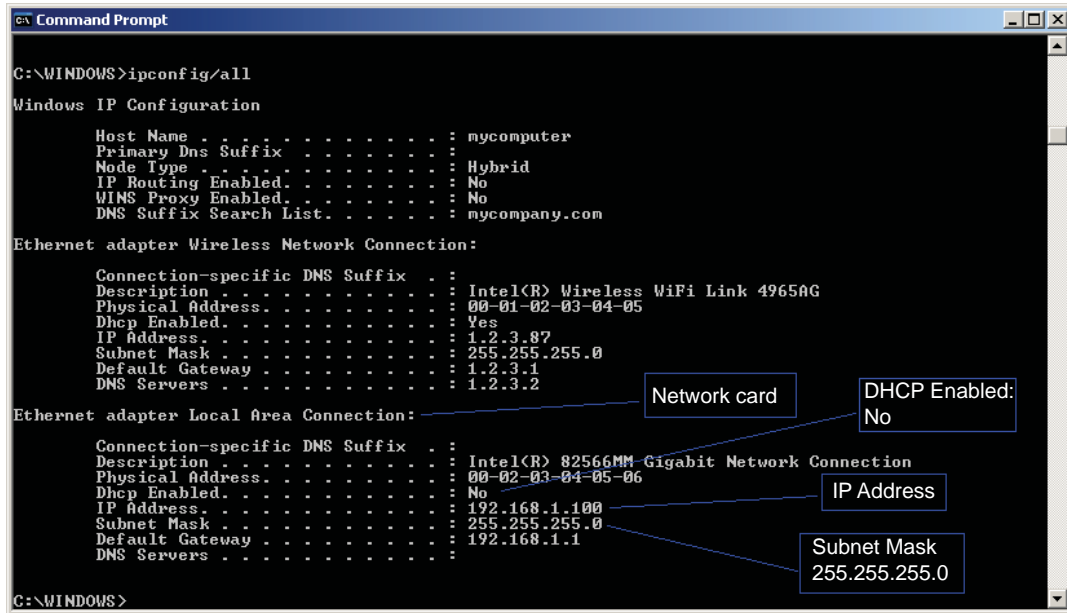 Command Prompt
C:\WINDOWS>ipconfig/all
Windows IP Configuration
Host Name . . . . . . . . . . . . : mycomputer
Primary Dns Suffix . . . . . . . :
Node Type . . . . . . . . . . . . : Hybrid
IP Routing Enabled. . . . . . . . : No
WINS Proxy Enabled. . . . . . . . : No
DNS Suffix Search List. . . . . . : mycompany.com
Ethernet adapter Wireless Network Connection:
Connection-specific DNS Suffix . :
Description . . . . . . . . . . . : Intel(R) Wireless WiFi Link 4965AG
Physical Address. . . . . . . . . : 00-01-02-03-04-05
Dhcp Enabled. . . . . . . . . . . : Yes
IP Address. . . . . . . . . . . . : 1.2.3.87
Subnet Mask . . . . . . . . . . . : 255.255.255.0
Default Gateway . . . . . . . . . : 1.2.3.1
DNS Servers . . . . . . . . . . . : 1.2.3.2
Network card
DHCP Enabled:
No
Ethernet adapter Local Area Connection:
Connection-specific DNS Suffix . :
Description . . . . . . . . . . . : Intel(R) 82566MM Gigabit Network Connection
Physical Address. . . . . . . . . : 00-02-03-04-05-06
Dhcp Enabled. . . . . . . . . . . : No
IP Address. . . . . . . . . . . . : 192.168.1.100
Subnet Mask . . . . . . . . . . . : 255.255.255.0
Default Gateway . . . . . . . . . : 192.168.1.1
DNS Servers . . . . . . . . . . . :
IP Address
Subnet Mask
255.255.255.0
C:\WINDOWS>